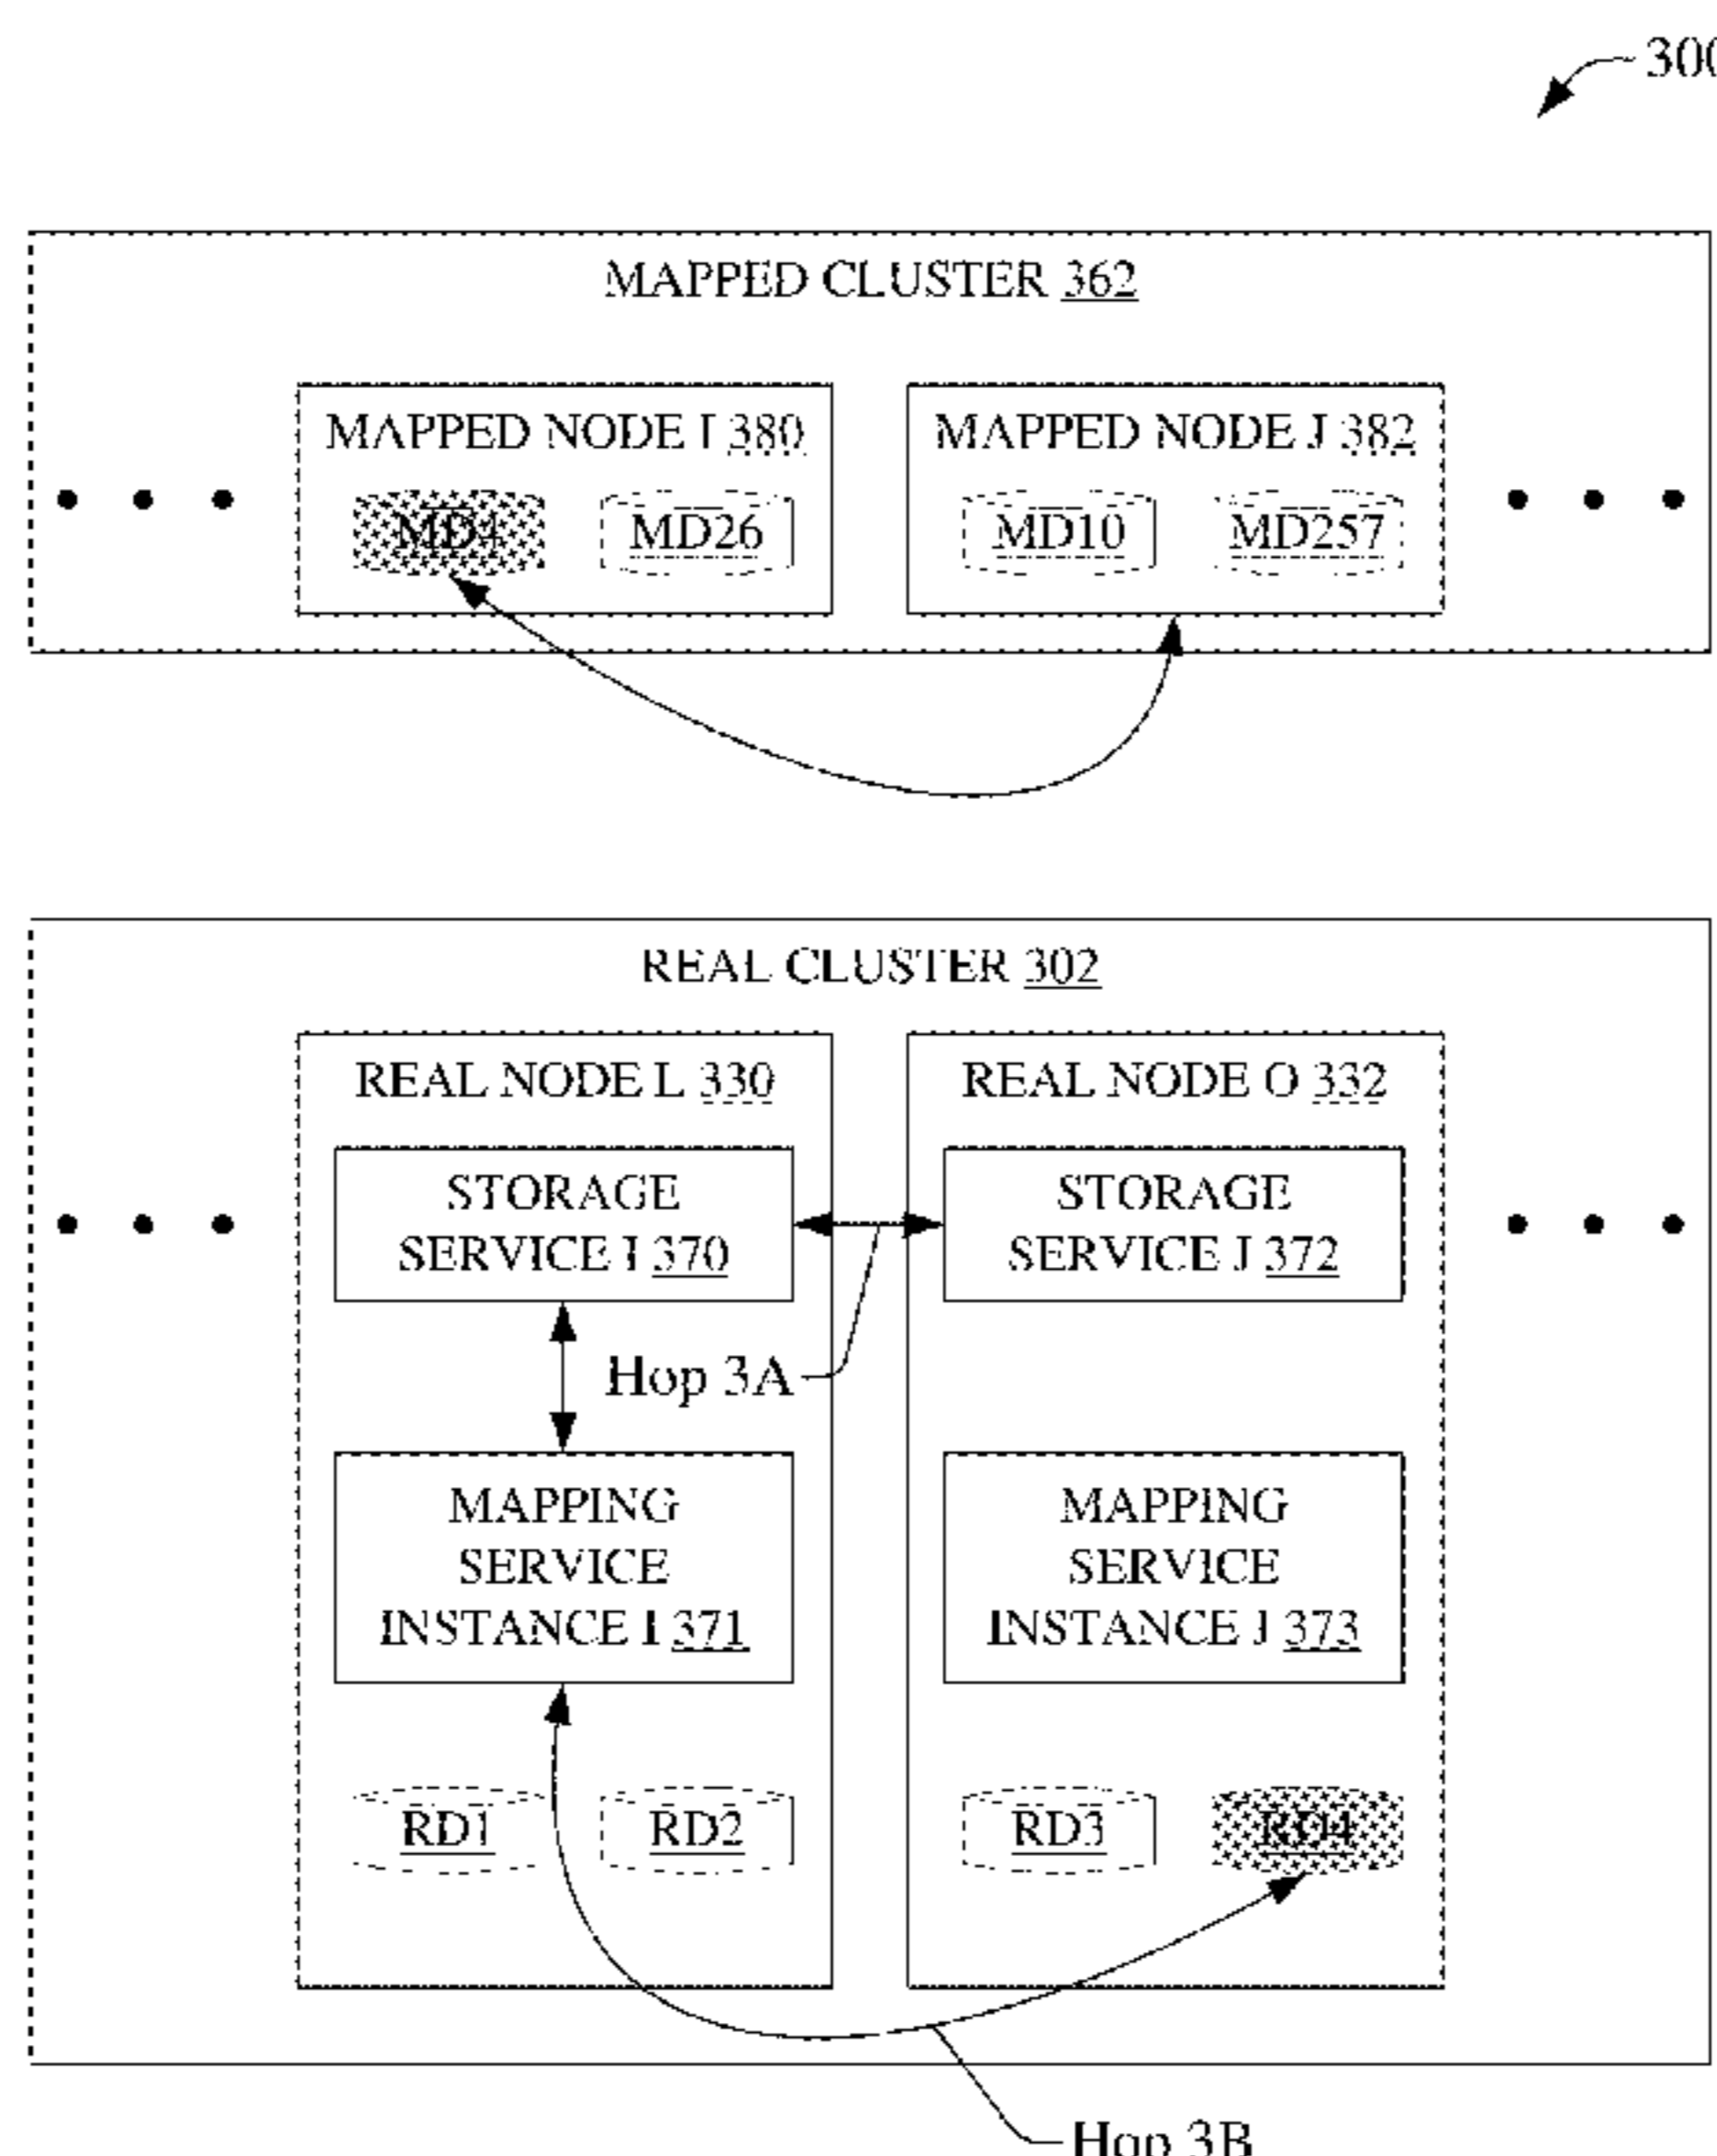 300
MAPPED CLUSTER 362
MAPPED NODE I 380
MAPPED NODE J 382
MD4
MD26
MD10
MD257
REAL CLUSTER 302
REAL NODE L 330
REAL NODE O 332
STORAGE
SERVICE I 370
STORAGE
SERVICE J 372
Hop 3A
MAPPING
SERVICE
INSTANCE I 371
MAPPING
SERVICE
INSTANCE J 373
RD1
RD2
RD3
RD4
Hop 3B